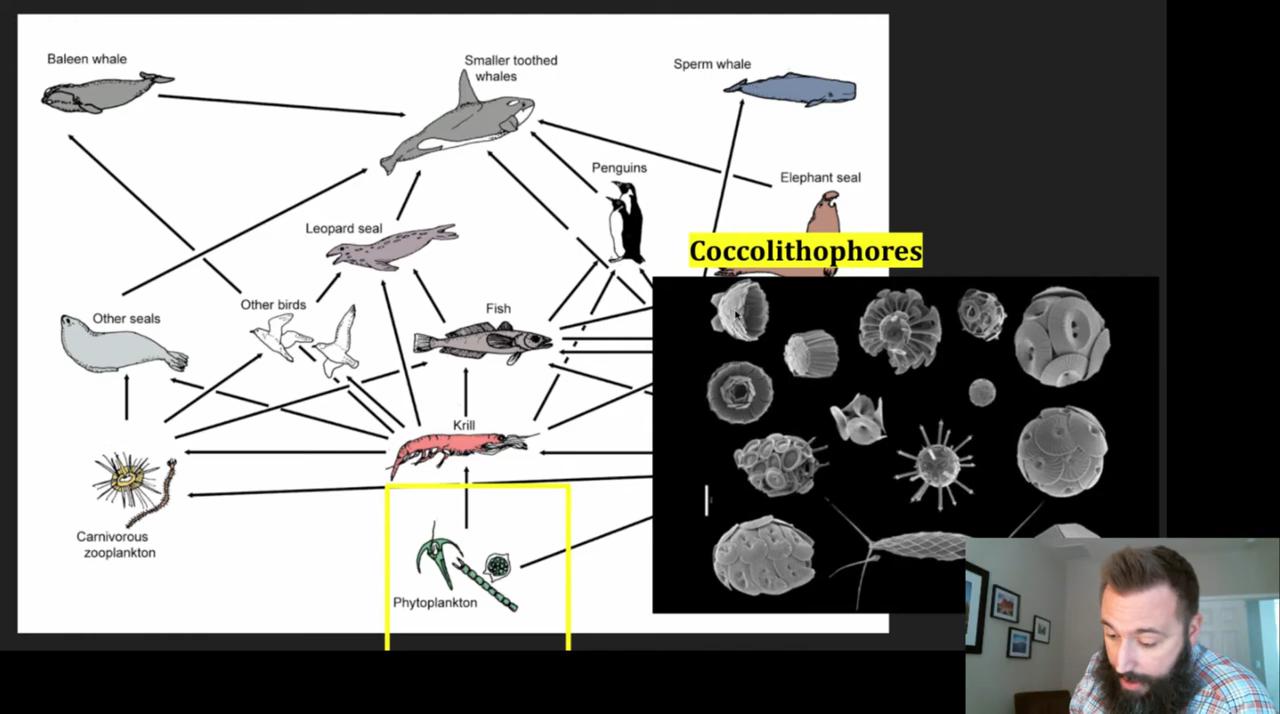 Baleen whale
Smaller toothed
whales
Sperm whale
Penguins
Elephant seal
Leopard seal
Coccolithophores
Other birds
Fish
Other seals
Krill
Carnivorous
zooplankton
Phytoplankton